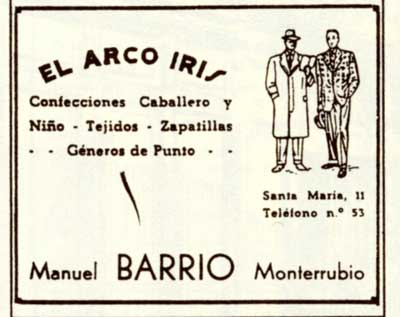 EL ARCO IRIS
Confecciones Caballero y
Niño - Tejidos - Zapatillas
- - Géneros de Punto - -
Santa María, 11
Teléfono n.º 53
Manuel BARRIO Monterrubio